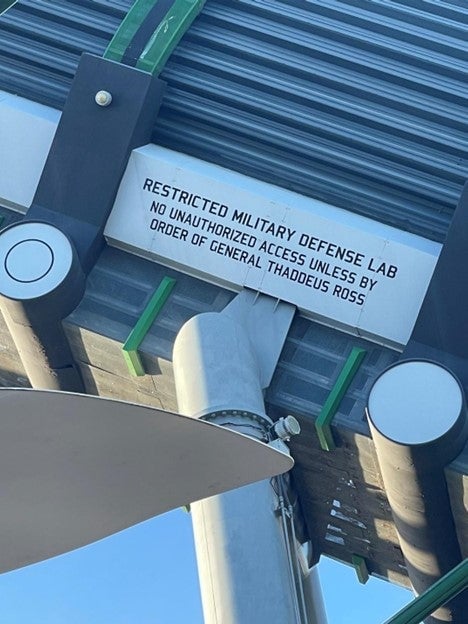 RESTRICTED MILITARY DEFENSE LAB
NO UNAUTHORIZED ACCESS UNLESS BY
ORDER OF GENERAL THADDEUS ROSS